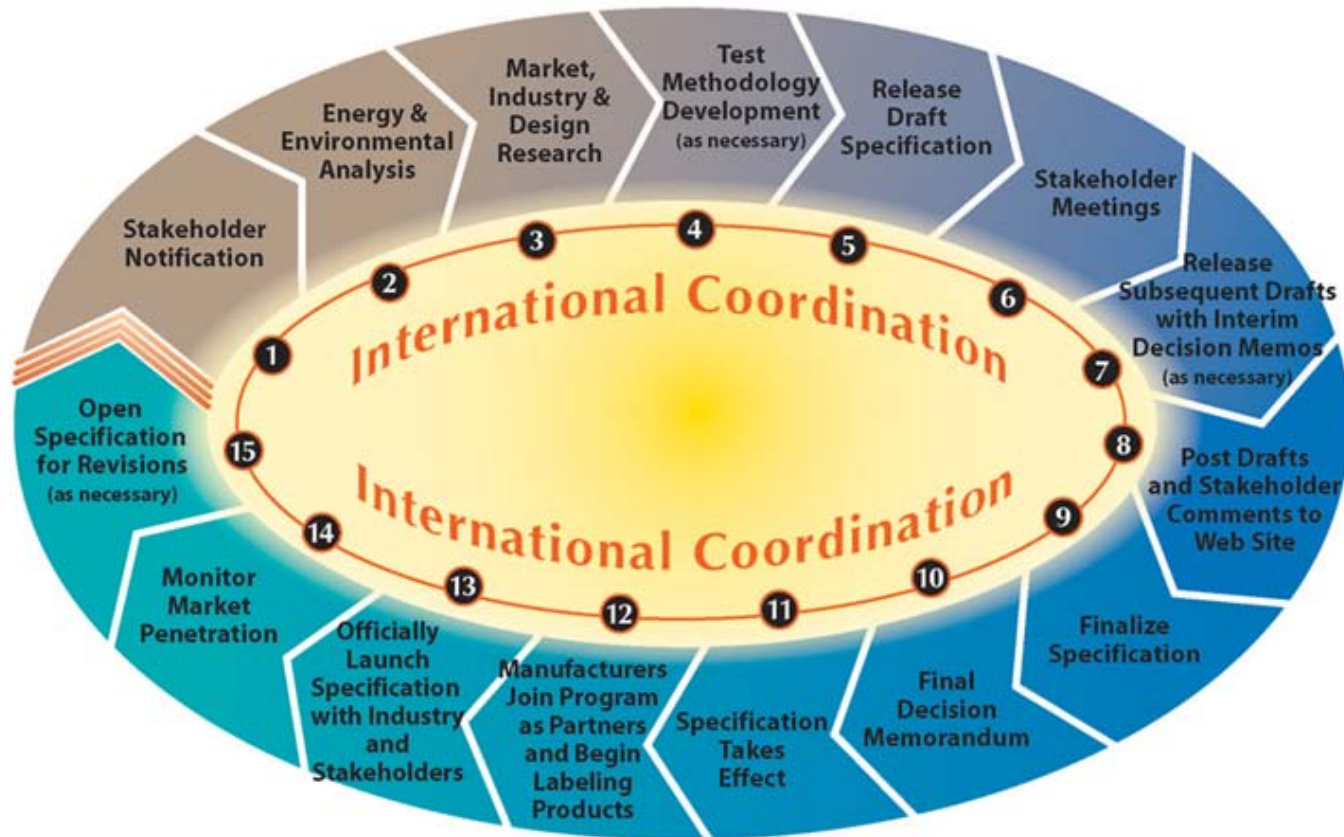 Stakeholder
Notification
Energy &
Environmental
Analysis
Market,
Industry &
Design
Research
Test
Methodology
Development
(as necessary)
Release
Draft
Specification
Stakeholder
Meetings
Release
Subsequent Drafts
with Interim
Decision Memos
(as necessary)
Post Drafts
and Stakeholder
Comments to
Web Site
Finalize
Specification
Final
Decision
Memorandum
Specification
Takes
Effect
Manufacturers
Join Program
as Partners
and Begin
Labeling
Products
Officially
Launch
Specification
with Industry
and
Stakeholders
Monitor
Market
Penetration
Open
Specification
for Revisions
(as necessary)
1
2
3
4
5
6
7
8
9
10
11
12
13
14
15
International Coordination
International Coordination